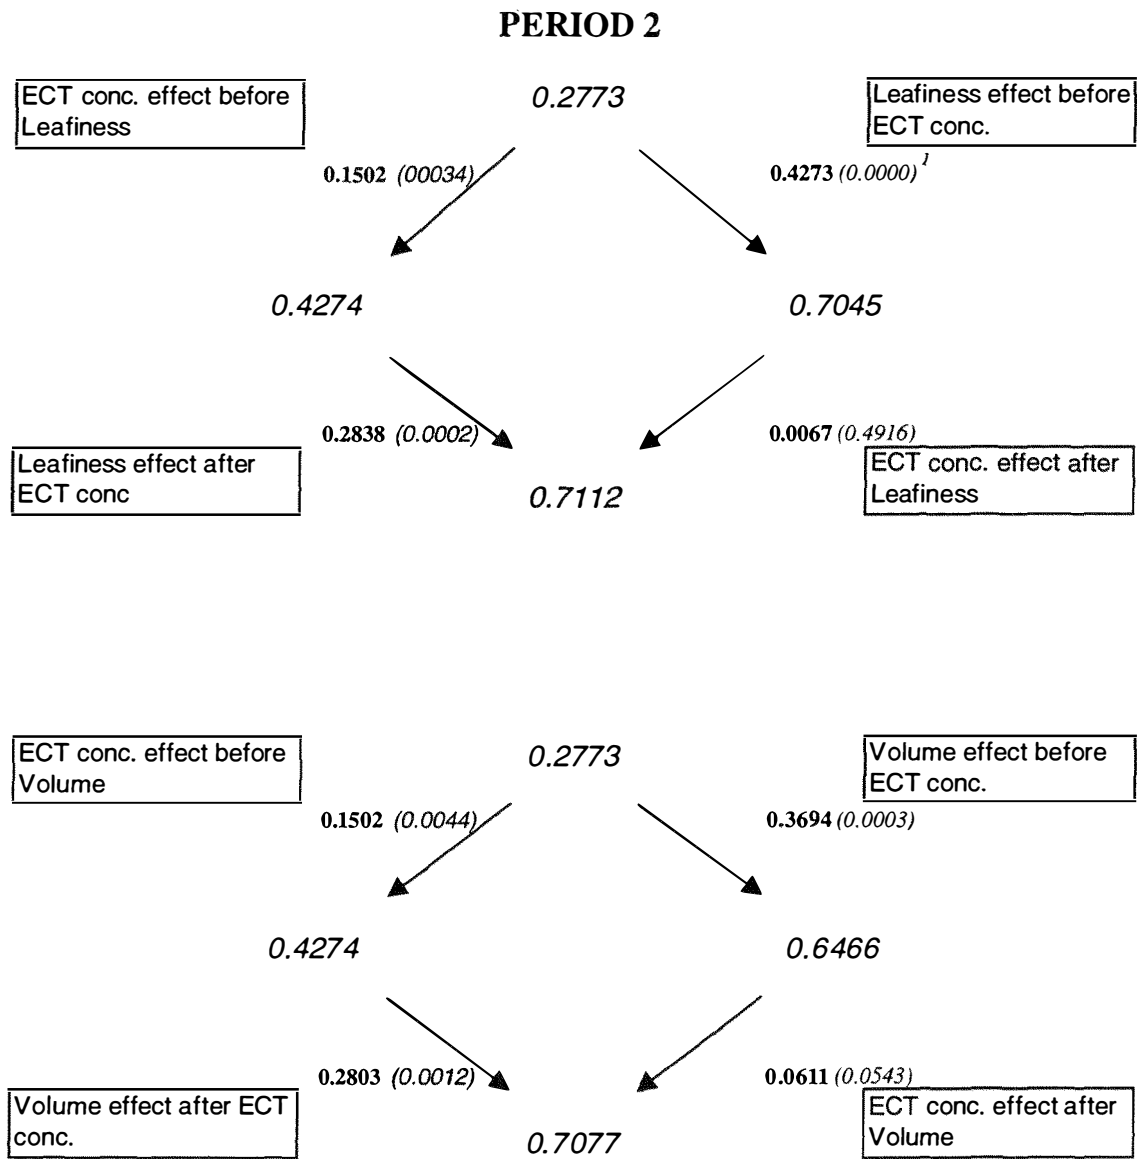 PERIOD 2
ECT conc. effect before
Leafiness
0.2773
Leafiness effect before
ECT conc.
0.1502 (00034)
0.4273 (0.0000) 1
0.4274
0.7045
0.2838 (0.0002)
0.0067 (0.4916)
Leafiness effect after
ECT conc
0.7112
ECT conc. effect after
Leafiness
ECT conc. effect before
Volume
0.2773
Volume effect before
ECT conc.
0.1502 (0.0044)
0.3694 (0.0003)
0.4274
0.6466
0.2803 (0.0012)
0.0611 (0.0543)
Volume effect after ECT
conc.
0.7077
ECT conc. effect after
Volume